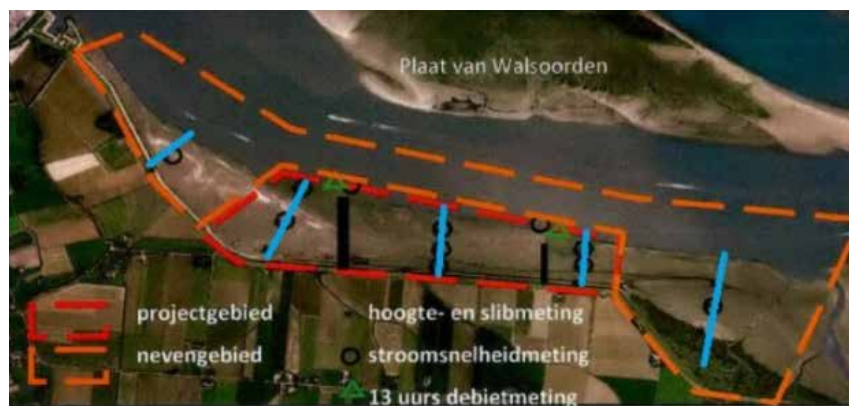 Plaat van Walsoorden
projectgebied
hoogte- en slibmeting
nevengebied
stroomsnelheidmeting
13 uurs debietmeting